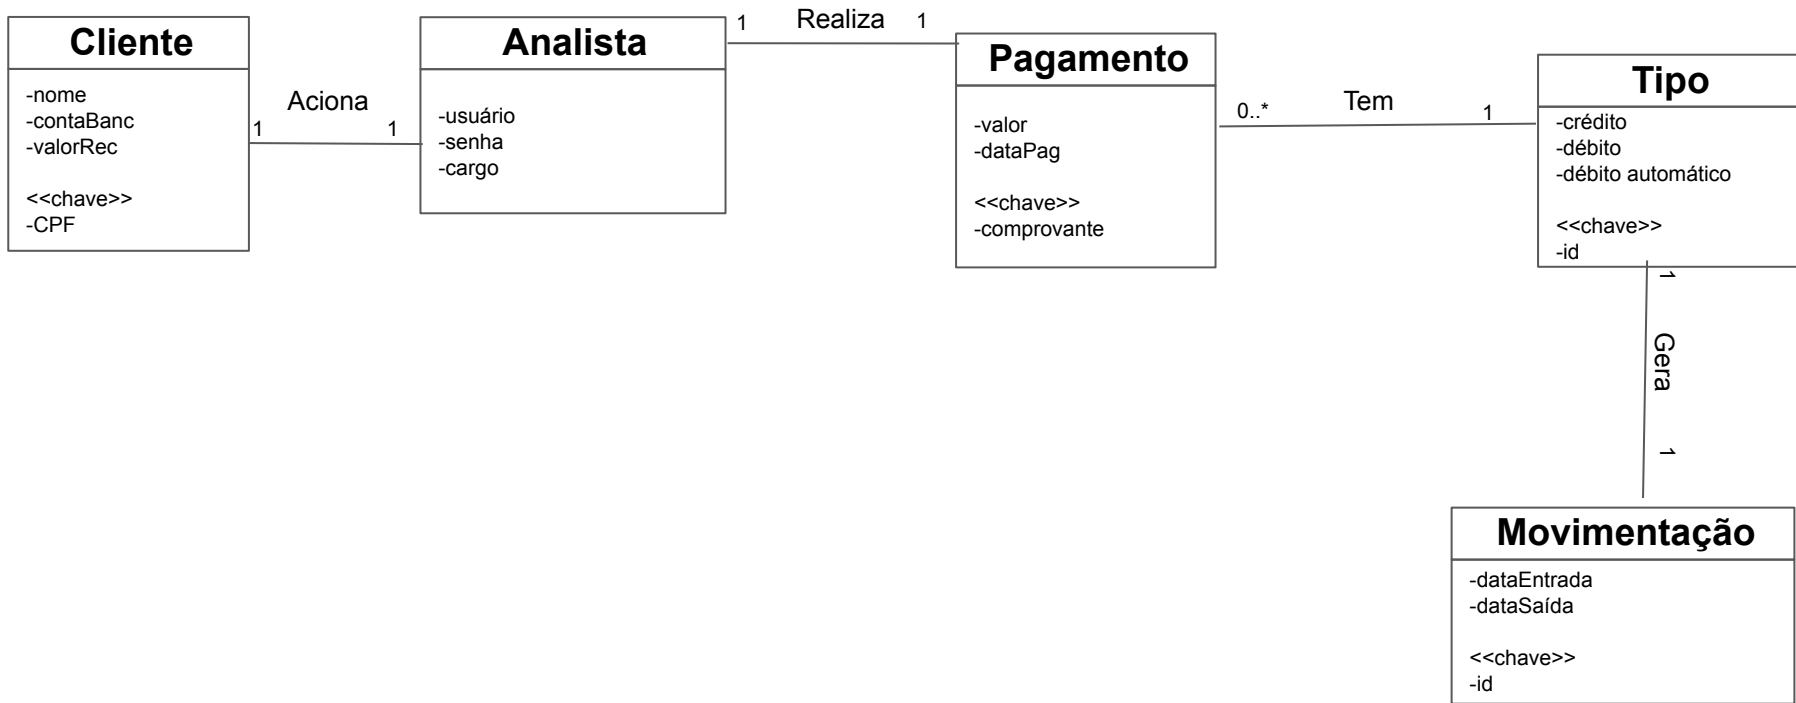 Cliente
-nome
-contaBanc
-valorRec
<<chave>>
-CPF
Aciona
1
1
Analista
-usuário
-senha
-cargo
1
Realiza
1
Pagamento
-valor
-dataPag
<<chave>>
-comprovante
0..*
Tem
1
Tipo
-crédito
-débito
-débito automático
<<chave>>
-id
1
Gera
1
Movimentação
-dataEntrada
-dataSaída
<<chave>>
-id